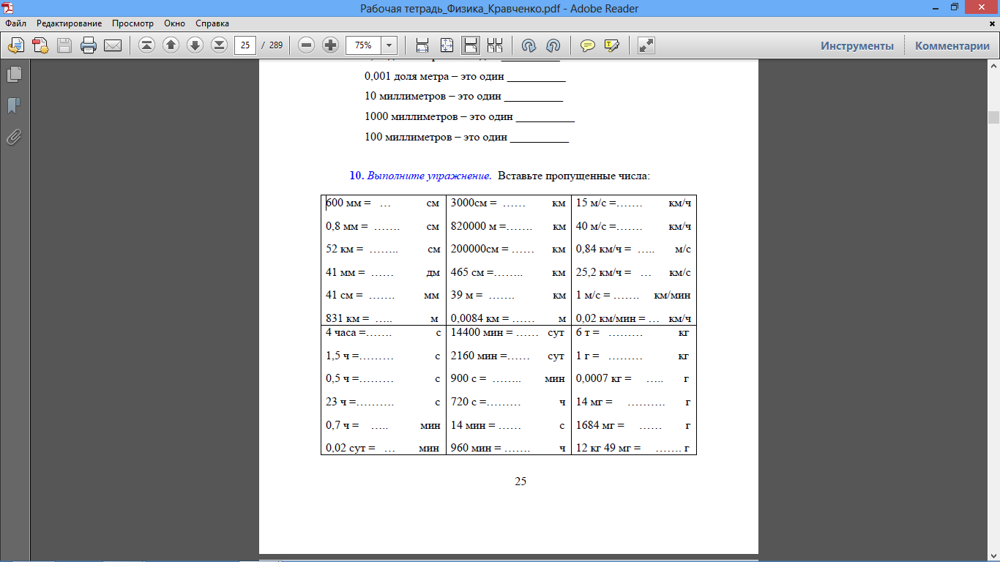 Рабочая тетрадь_Физика_Кравченко.pdf - Adobe Reader
Файл Редактирование Просмотр Окно Справка
25 / 289 75% Инструменты Комментарии
0,001 доля метра – это один __________
10 миллиметров – это один __________
1000 миллиметров – это один __________
100 миллиметров – это один __________
10. Выполните упражнение. Вставьте пропущенные числа:
600 мм = … см 3000см = …… км 15 м/с =……. км/ч
0,8 мм = ……. см 820000 м =……. км 40 м/с =……. км/ч
52 км = …….. см 200000см = …… км 0,84 км/ч = ….. м/с
41 мм = …… дм 465 см =…….. км 25,2 км/ч = … км/с
41 см = ……. мм 39 м = ……. км 1 м/с = ……. км/мин
831 км = ….. м 0,0084 км = …… м 0,02 км/мин = … км/ч
4 часа =……. с 14400 мин = …… сут 6 т = ……… кг
1,5 ч =……… с 2160 мин =…… сут 1 г = ……… кг
0,5 ч =……… с 900 с = …….. мин 0,0007 кг = ….. г
23 ч =………. с 720 с =……… ч 14 мг = ………. г
0,7 ч = ….. мин 14 мин = …… с 1684 мг = …… г
0,02 сут = … мин 960 мин = ……. ч 12 кг 49 мг = ……. г
25